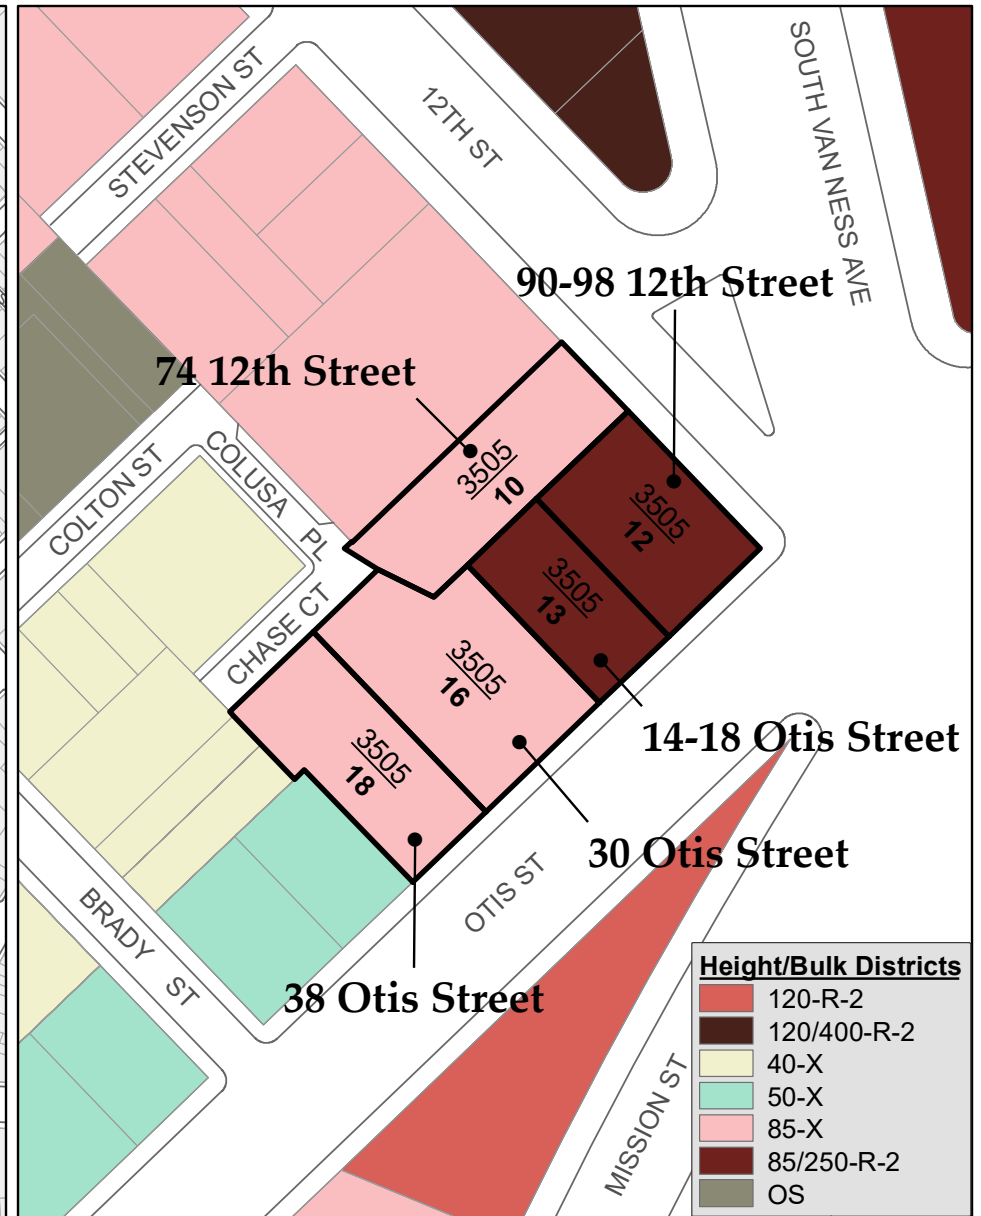 STEVENSON ST
12TH ST
SOUTH VAN NESS AVE
90-98 12th Street
74 12th Street
3505
10
3505
12
COLUSA PL
COLTON ST
3505
13
CHASE CT
3505
16
14-18 Otis Street
3505
18
30 Otis Street
OTIS ST
BRADY ST
38 Otis Street
MISSION ST
Height/Bulk Districts
120-R-2
120/400-R-2
40-X
50-X
85-X
85/250-R-2
OS